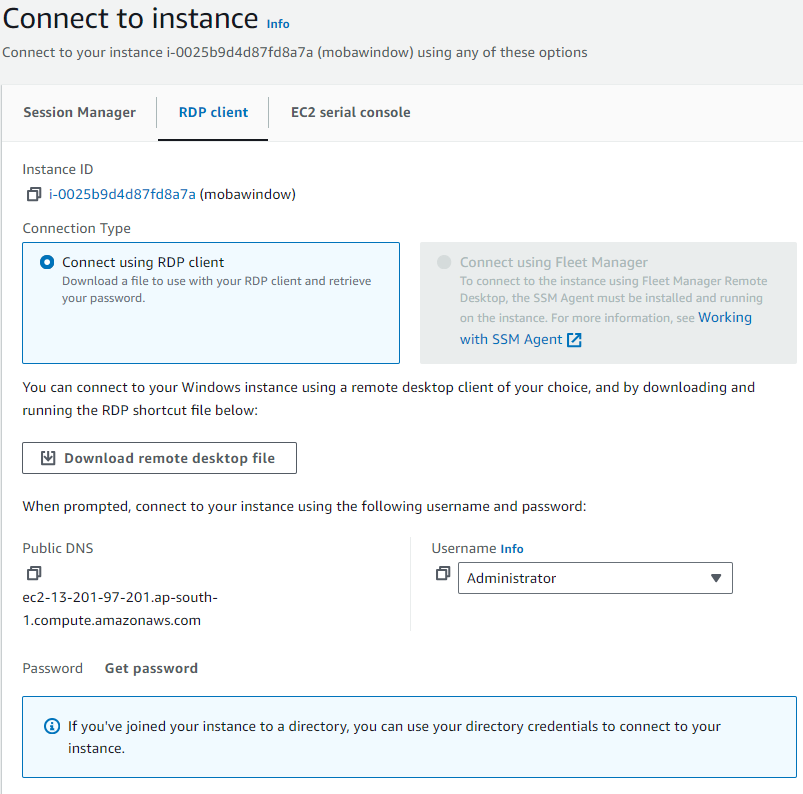 Connect to instance Info
Connect to your instance i-0025b9d4d87fd8a7a (mobawindow) using any of these options
Session Manager
RDP client
EC2 serial console
Instance ID
i-0025b9d4d87fd8a7a (mobawindow)
Connection Type
Connect using RDP client
Download a file to use with your RDP client and retrieve
your password.
Connect using Fleet Manager
To connect to the instance using Fleet Manager Remote
Desktop, the SSM Agent must be installed and running
on the instance. For more information, see Working
with SSM Agent
You can connect to your Windows instance using a remote desktop client of your choice, and by downloading and
running the RDP shortcut file below:
Download remote desktop file
When prompted, connect to your instance using the following username and password:
Public DNS
ec2-13-201-97-201.ap-south-
1.compute.amazonaws.com
Username Info
Administrator
Password Get password
If you've joined your instance to a directory, you can use your directory credentials to connect to your
instance.